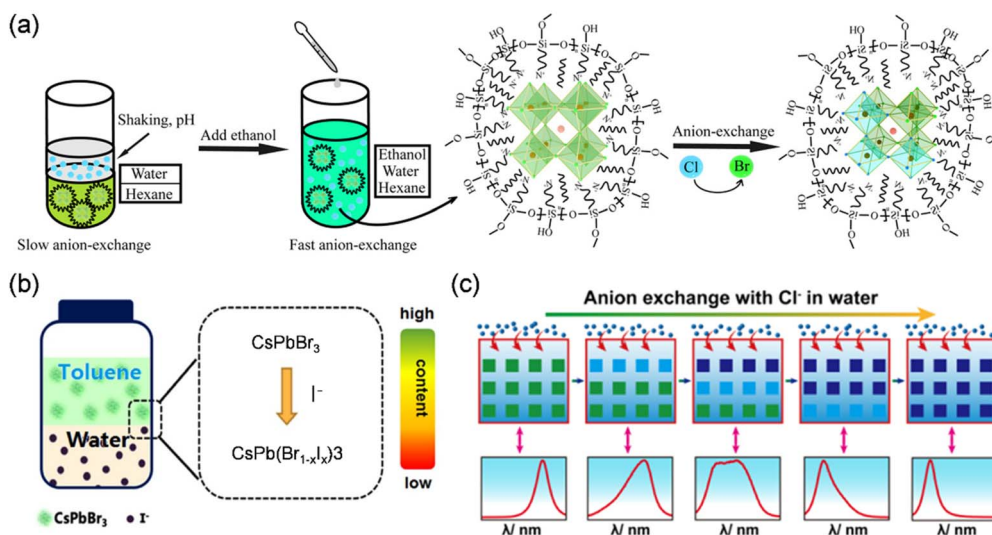 (a)
Shaking, pH
Water
Hexane
Slow anion-exchange
Add ethanol
Ethanol
Water
Hexane
Fast anion-exchange
Anion-exchange
Cl
Br
(b)
Toluene
Water
CsPbBr₃
I⁻
CsPbBr₃
I⁻
CsPb(Br₁₋ₓIₓ)3
high
content
low
(c)
Anion exchange with Cl⁻ in water
λ/ nm
λ/ nm
λ/ nm
λ/ nm
λ/ nm